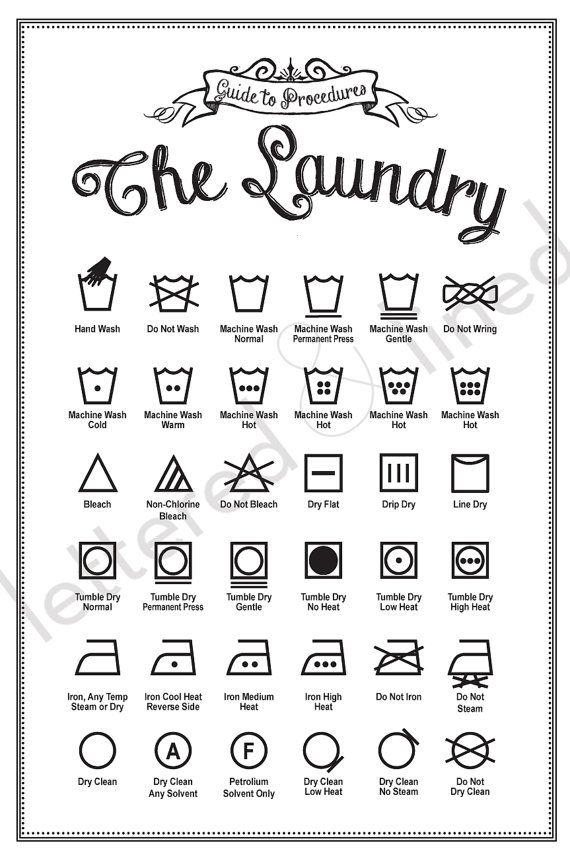 Guide to Procedures
The Laundry
Hand Wash
Do Not Wash
Machine Wash
Normal
Machine Wash
Permanent Press
Machine Wash
Gentle
Do Not Wring
Machine Wash
Cold
Machine Wash
Warm
Machine Wash
Hot
Machine Wash
Hot
Machine Wash
Hot
Machine Wash
Hot
Bleach
Non-Chlorine
Bleach
Do Not Bleach
Dry Flat
Drip Dry
Line Dry
Tumble Dry
Normal
Tumble Dry
Permanent Press
Tumble Dry
Gentle
Tumble Dry
No Heat
Tumble Dry
Low Heat
Tumble Dry
High Heat
Iron, Any Temp
Steam or Dry
Iron Cool Heat
Reverse Side
Iron Medium
Heat
Iron High
Heat
Do Not Iron
Do Not
Steam
A
F
Dry Clean
Dry Clean
Any Solvent
Petrolium
Solvent Only
Dry Clean
Low Heat
Dry Clean
No Steam
Do Not
Dry Clean
lettered & lined